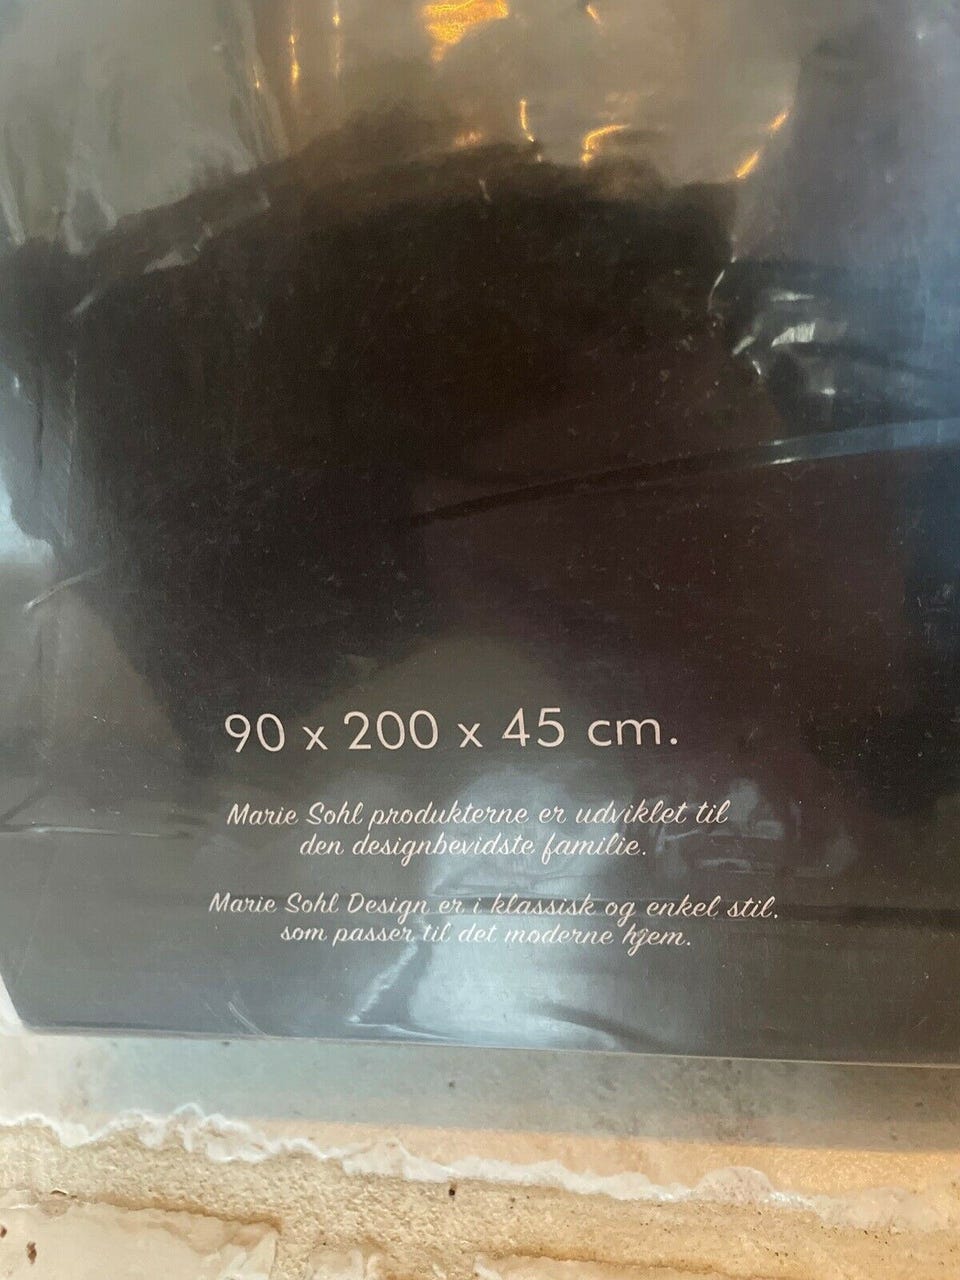 90 x 200 x 45 cm.
Marie Sohl produkterne er udviklet til
den designbevidste familie.
Marie Sohl Design er i klassisk og enkel stil,
som passer til det moderne hjem.